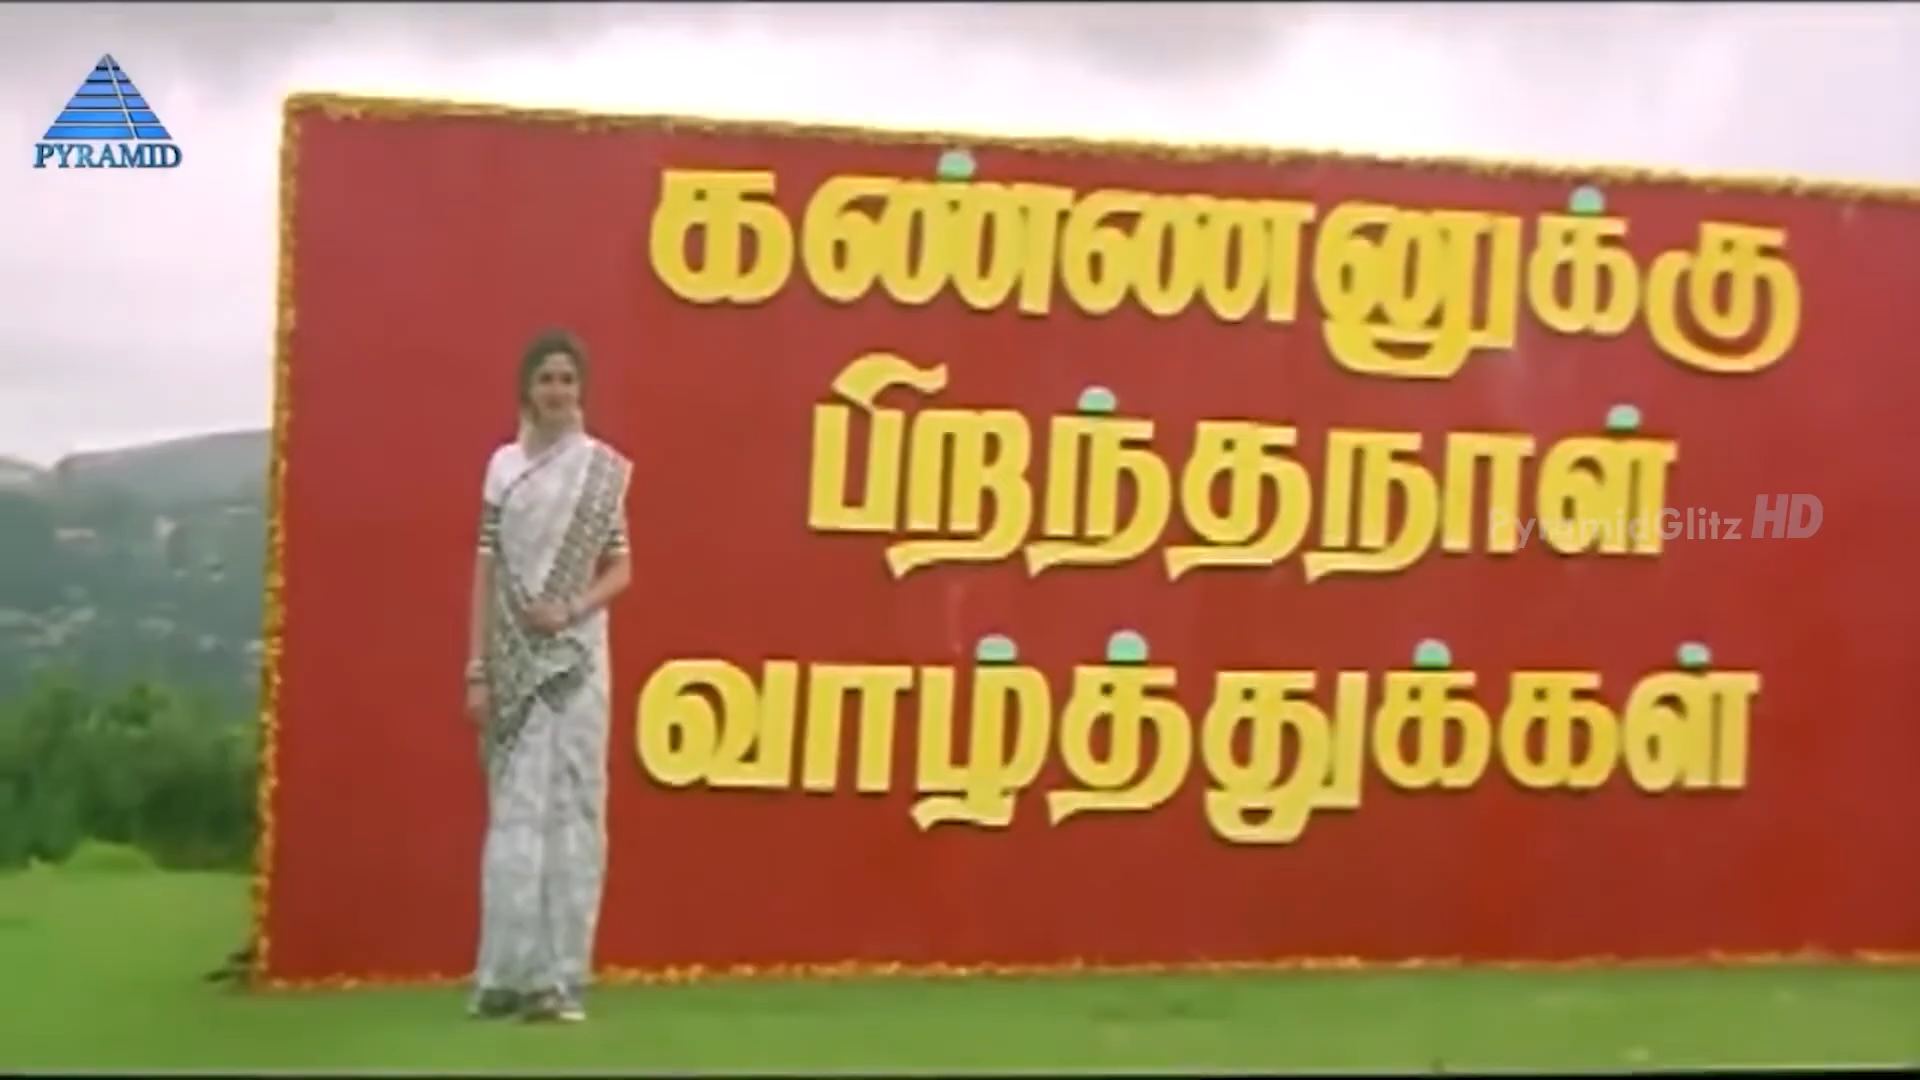 PYRAMID
கண்ணனுக்கு
பிறந்தநாள்
PyramidGlitz HD
வாழ்த்துக்கள்